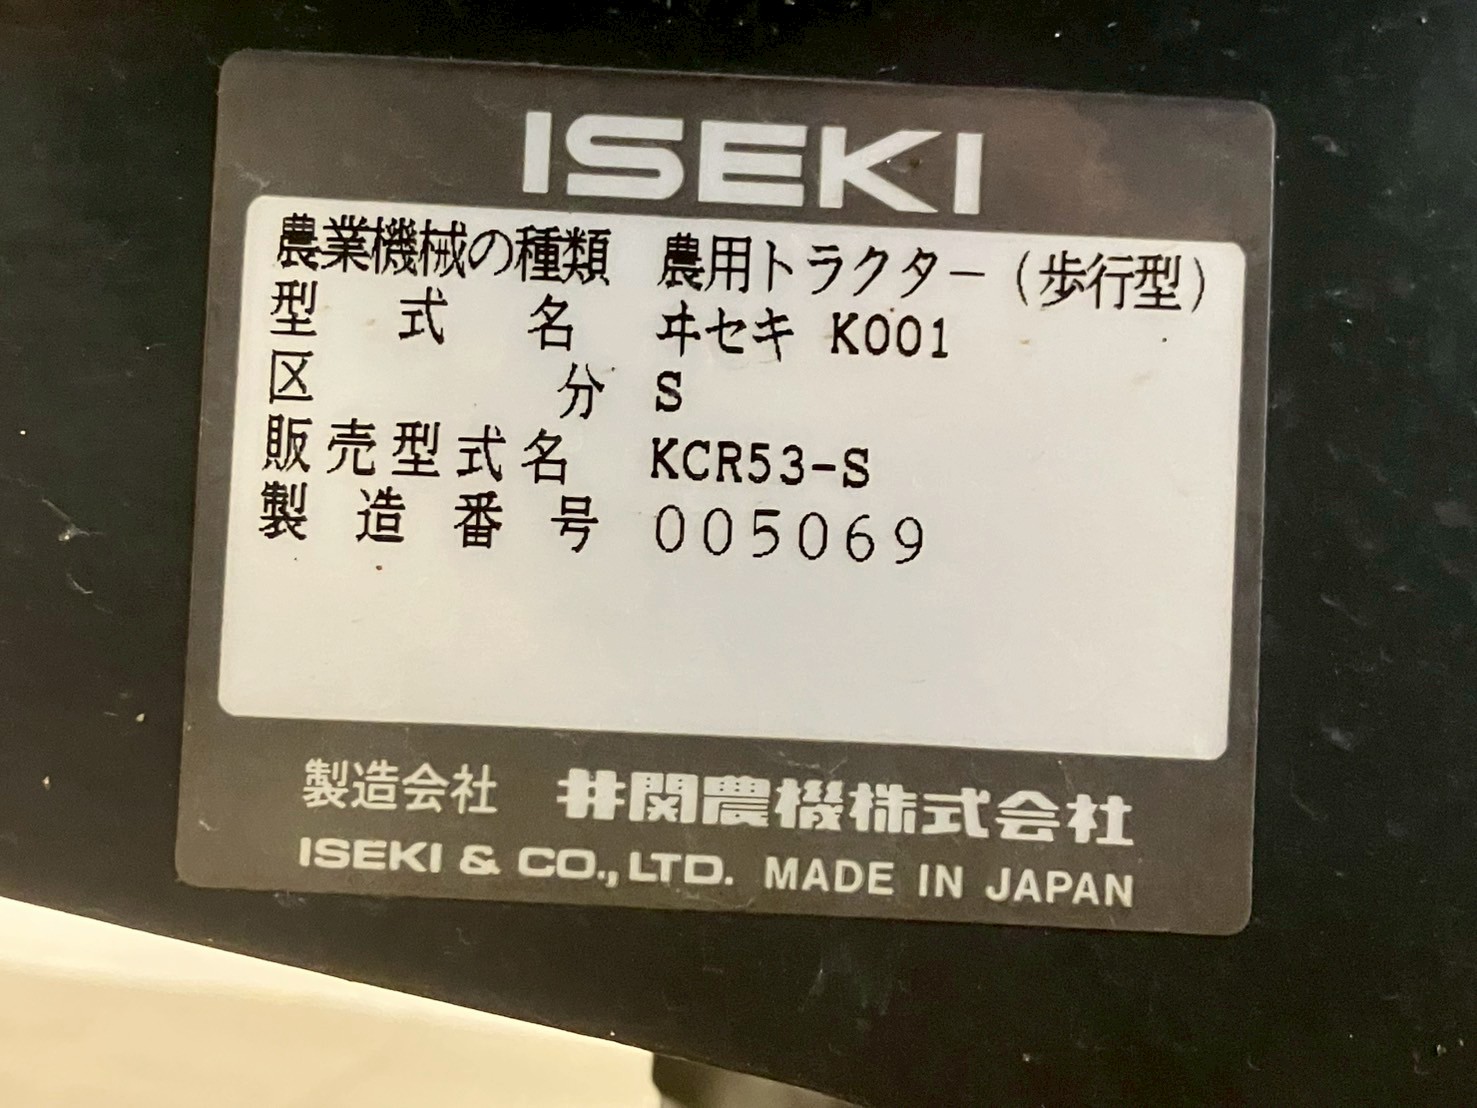 ISEKI
農業機械の種類 農用トラクター(歩行型)
型式名 ヰセキ K001
区分 S
販売型式名 KCR53-S
製造番号 005069
製造会社 井関農機株式会社
ISEKI & CO., LTD. MADE IN JAPAN